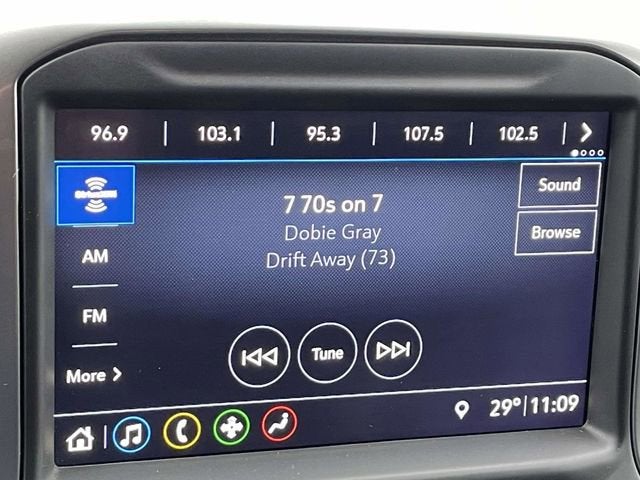 96.9 | 103.1 | 95.3 | 107.5 | 102.5 |
SiriusXM
7 70s on 7
Sound
Dobie Gray
Browse
AM
Drift Away (73)
FM
Tune
More
29° | 11:09